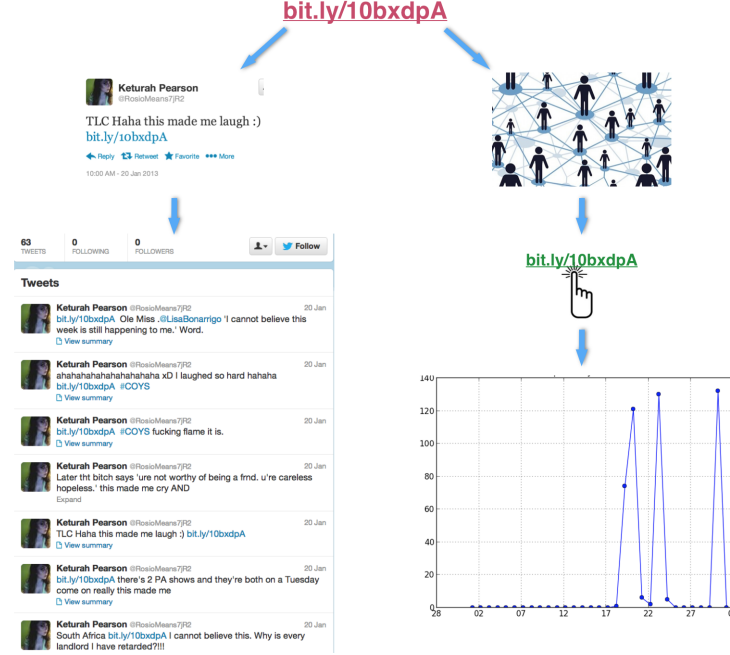 bit.ly/10bxdpA
Keturah Pearson
@RosioMeans7jR2
TLC Haha this made me laugh :)
bit.ly/10bxdpA
Reply Retweet Favorite More
10:00 AM - 20 Jan 2013
63 0 0
TWEETS FOLLOWING FOLLOWERS
Follow
Tweets
Keturah Pearson @RosioMeans7jR2 20 Jan
bit.ly/10bxdpA Ole Miss .@LisaBonarrigo 'I cannot believe this
week is still happening to me.' Word.
View summary
Keturah Pearson @RosioMeans7jR2 20 Jan
ahahahahahahahahahaha xD I laughed so hard hahaha
bit.ly/10bxdpA #COYS
View summary
Keturah Pearson @RosioMeans7jR2 20 Jan
bit.ly/10bxdpA #COYS fucking flame it is.
View summary
Keturah Pearson @RosioMeans7jR2 20 Jan
Later tht bitch says 'ure not worthy of being a frnd. u're careless
hopeless.' this made me cry AND
Expand
Keturah Pearson @RosioMeans7jR2 20 Jan
TLC Haha this made me laugh :) bit.ly/10bxdpA
View summary
Keturah Pearson @RosioMeans7jR2 20 Jan
bit.ly/10bxdpA there's 2 PA shows and they're both on a Tuesday
come on really this made me
View summary
Keturah Pearson @RosioMeans7jR2 20 Jan
South Africa bit.ly/10bxdpA I cannot believe this. Why is every
landlord I have retarded?!!!
bit.ly/10bxdpA
140
120
100
80
60
40
20
0
28 02 07 12 17 22 27